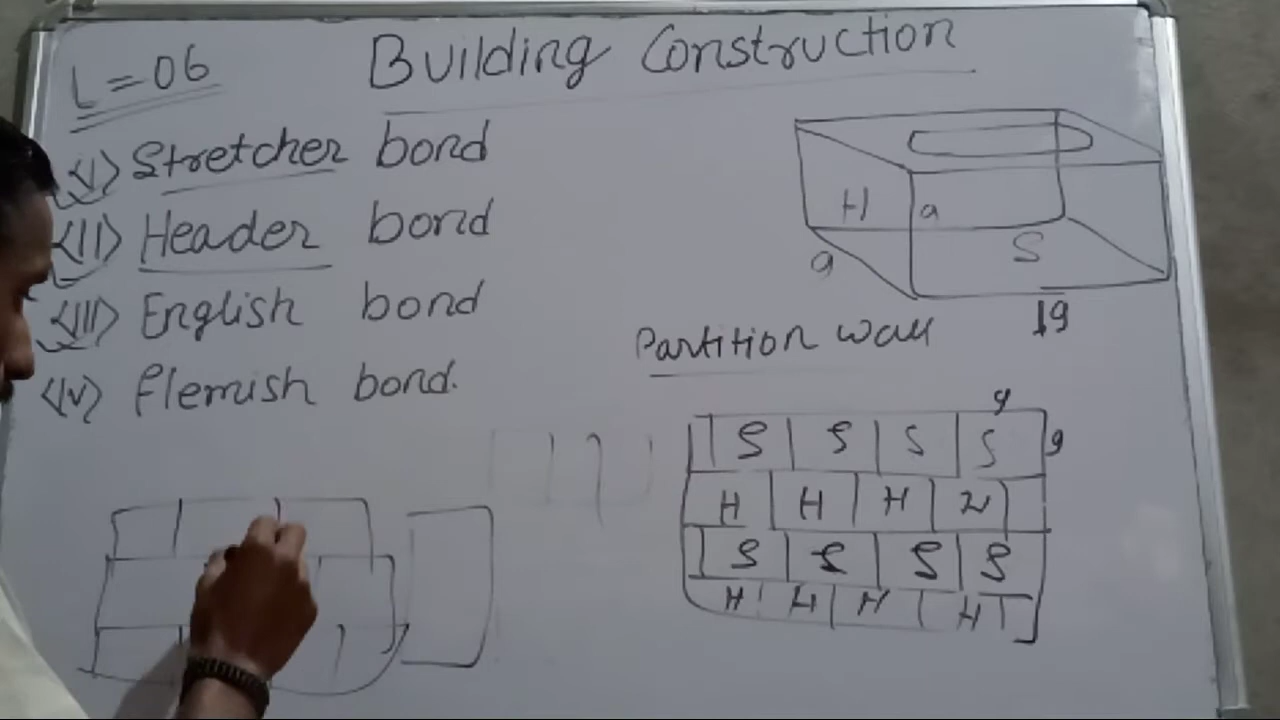 L=06
Building Construction
(I) Stretcher bond
(II) Header bond
(III) English bond
(IV) Flemish bond.
H
a
S
9
19
Partition wall
9
S S S S
9
H H H H
S S S S
H H H H